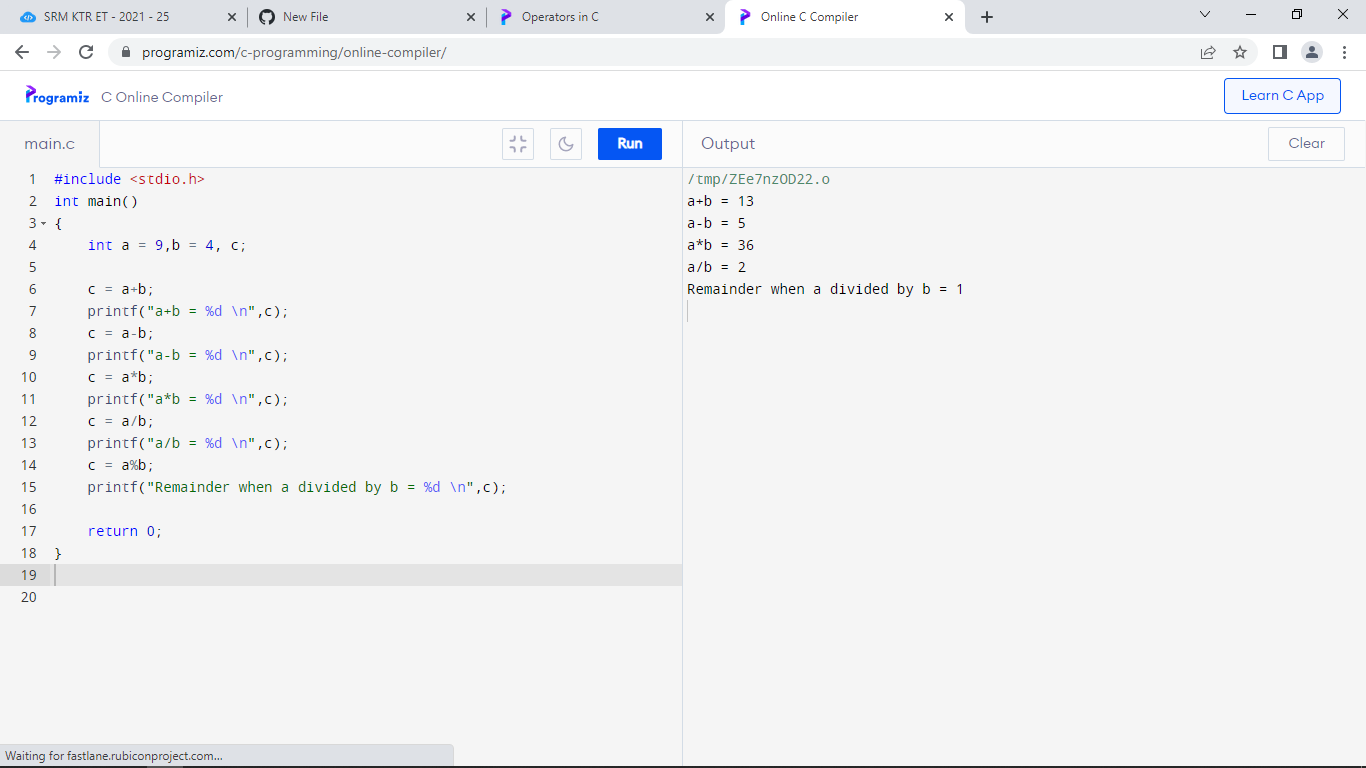 SRM KTR ET - 2021 - 25
New File
Operators in C
Online C Compiler
programiz.com/c-programming/online-compiler/
Programiz C Online Compiler
Learn C App
main.c
Run
Output
Clear
1 #include <stdio.h>
2 int main()
3 {
4     int a = 9,b = 4, c;
5
6     c = a+b;
7     printf("a+b = %d \n",c);
8     c = a-b;
9     printf("a-b = %d \n",c);
10     c = a*b;
11     printf("a*b = %d \n",c);
12     c = a/b;
13     printf("a/b = %d \n",c);
14     c = a%b;
15     printf("Remainder when a divided by b = %d \n",c);
16
17     return 0;
18 }
19
20
/tmp/ZEe7nzOD22.o
a+b = 13
a-b = 5
a*b = 36
a/b = 2
Remainder when a divided by b = 1
Waiting for fastlane.rubiconproject.com...